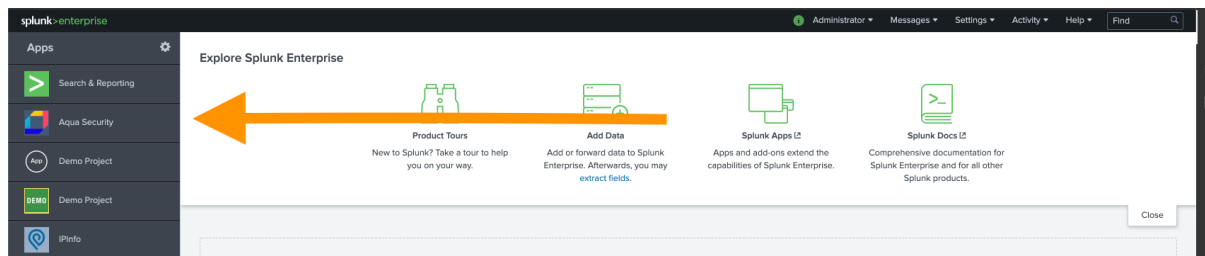 splunk>enterprise
Administrator
Messages
Settings
Activity
Help
Find
Apps
Search & Reporting
Aqua Security
App
Demo Project
DEMO
Demo Project
IPInfo
Explore Splunk Enterprise
Product Tours
New to Splunk? Take a tour to help
you on your way.
Add Data
Add or forward data to Splunk
Enterprise. Afterwards, you may
extract fields.
Splunk Apps
Apps and add-ons extend the
capabilities of Splunk Enterprise.
Splunk Docs
Comprehensive documentation for
Splunk Enterprise and for all other
Splunk products.
Close